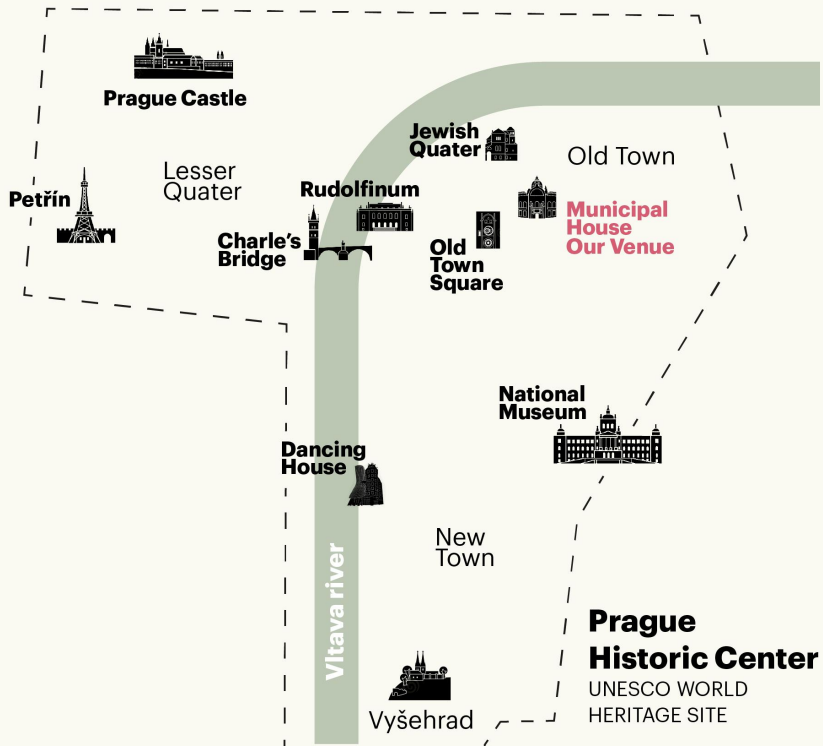 Prague Castle
Jewish
Quater
Old Town
Lesser
Quater
Petřín
Rudolfinum
Municipal
House
Our Venue
Charle's
Bridge
Old
Town
Square
National
Museum
Dancing
House
New
Town
Vltava river
Prague
Historic Center
UNESCO WORLD
HERITAGE SITE
Vyšehrad